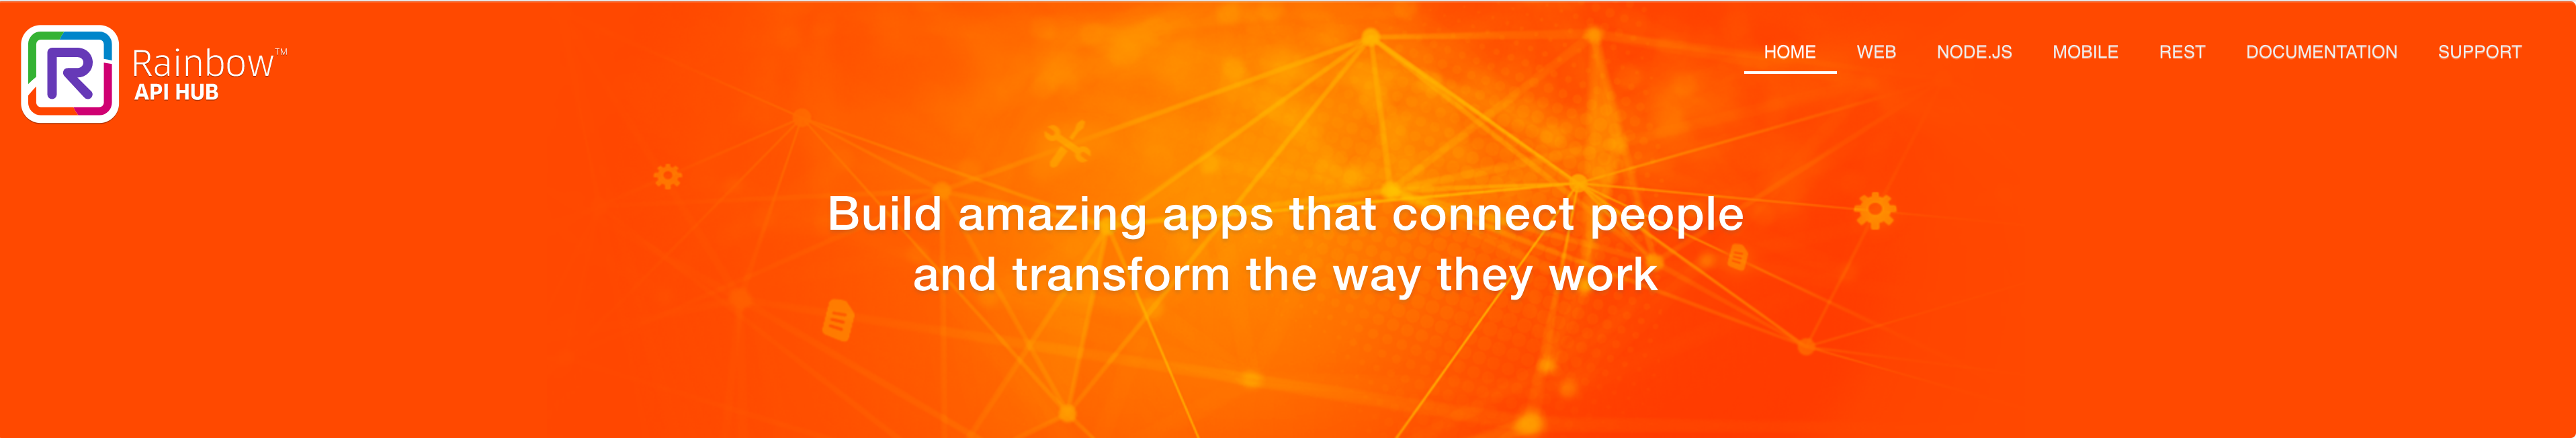 R
Rainbow™
API HUB
HOME WEB NODE.JS MOBILE REST DOCUMENTATION SUPPORT
Build amazing apps that connect people
and transform the way they work